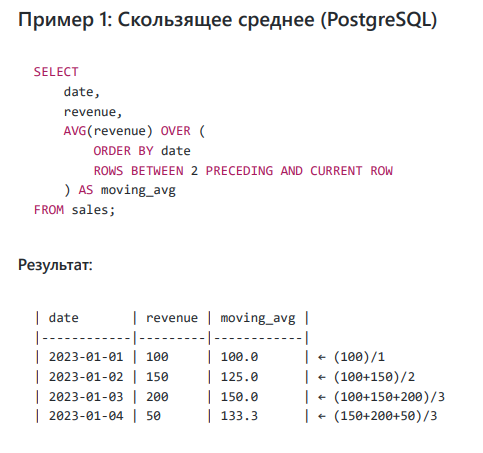 Пример 1: Скользящее среднее (PostgreSQL)
SELECT
    date,
    revenue,
    AVG(revenue) OVER (
        ORDER BY date
        ROWS BETWEEN 2 PRECEDING AND CURRENT ROW
    ) AS moving_avg
FROM sales;
Результат:
| date       | revenue | moving_avg |
|------------|---------|------------|
| 2023-01-01 | 100     | 100.0      | ← (100)/1
| 2023-01-02 | 150     | 125.0      | ← (100+150)/2
| 2023-01-03 | 200     | 150.0      | ← (100+150+200)/3
| 2023-01-04 | 50      | 133.3      | ← (150+200+50)/3